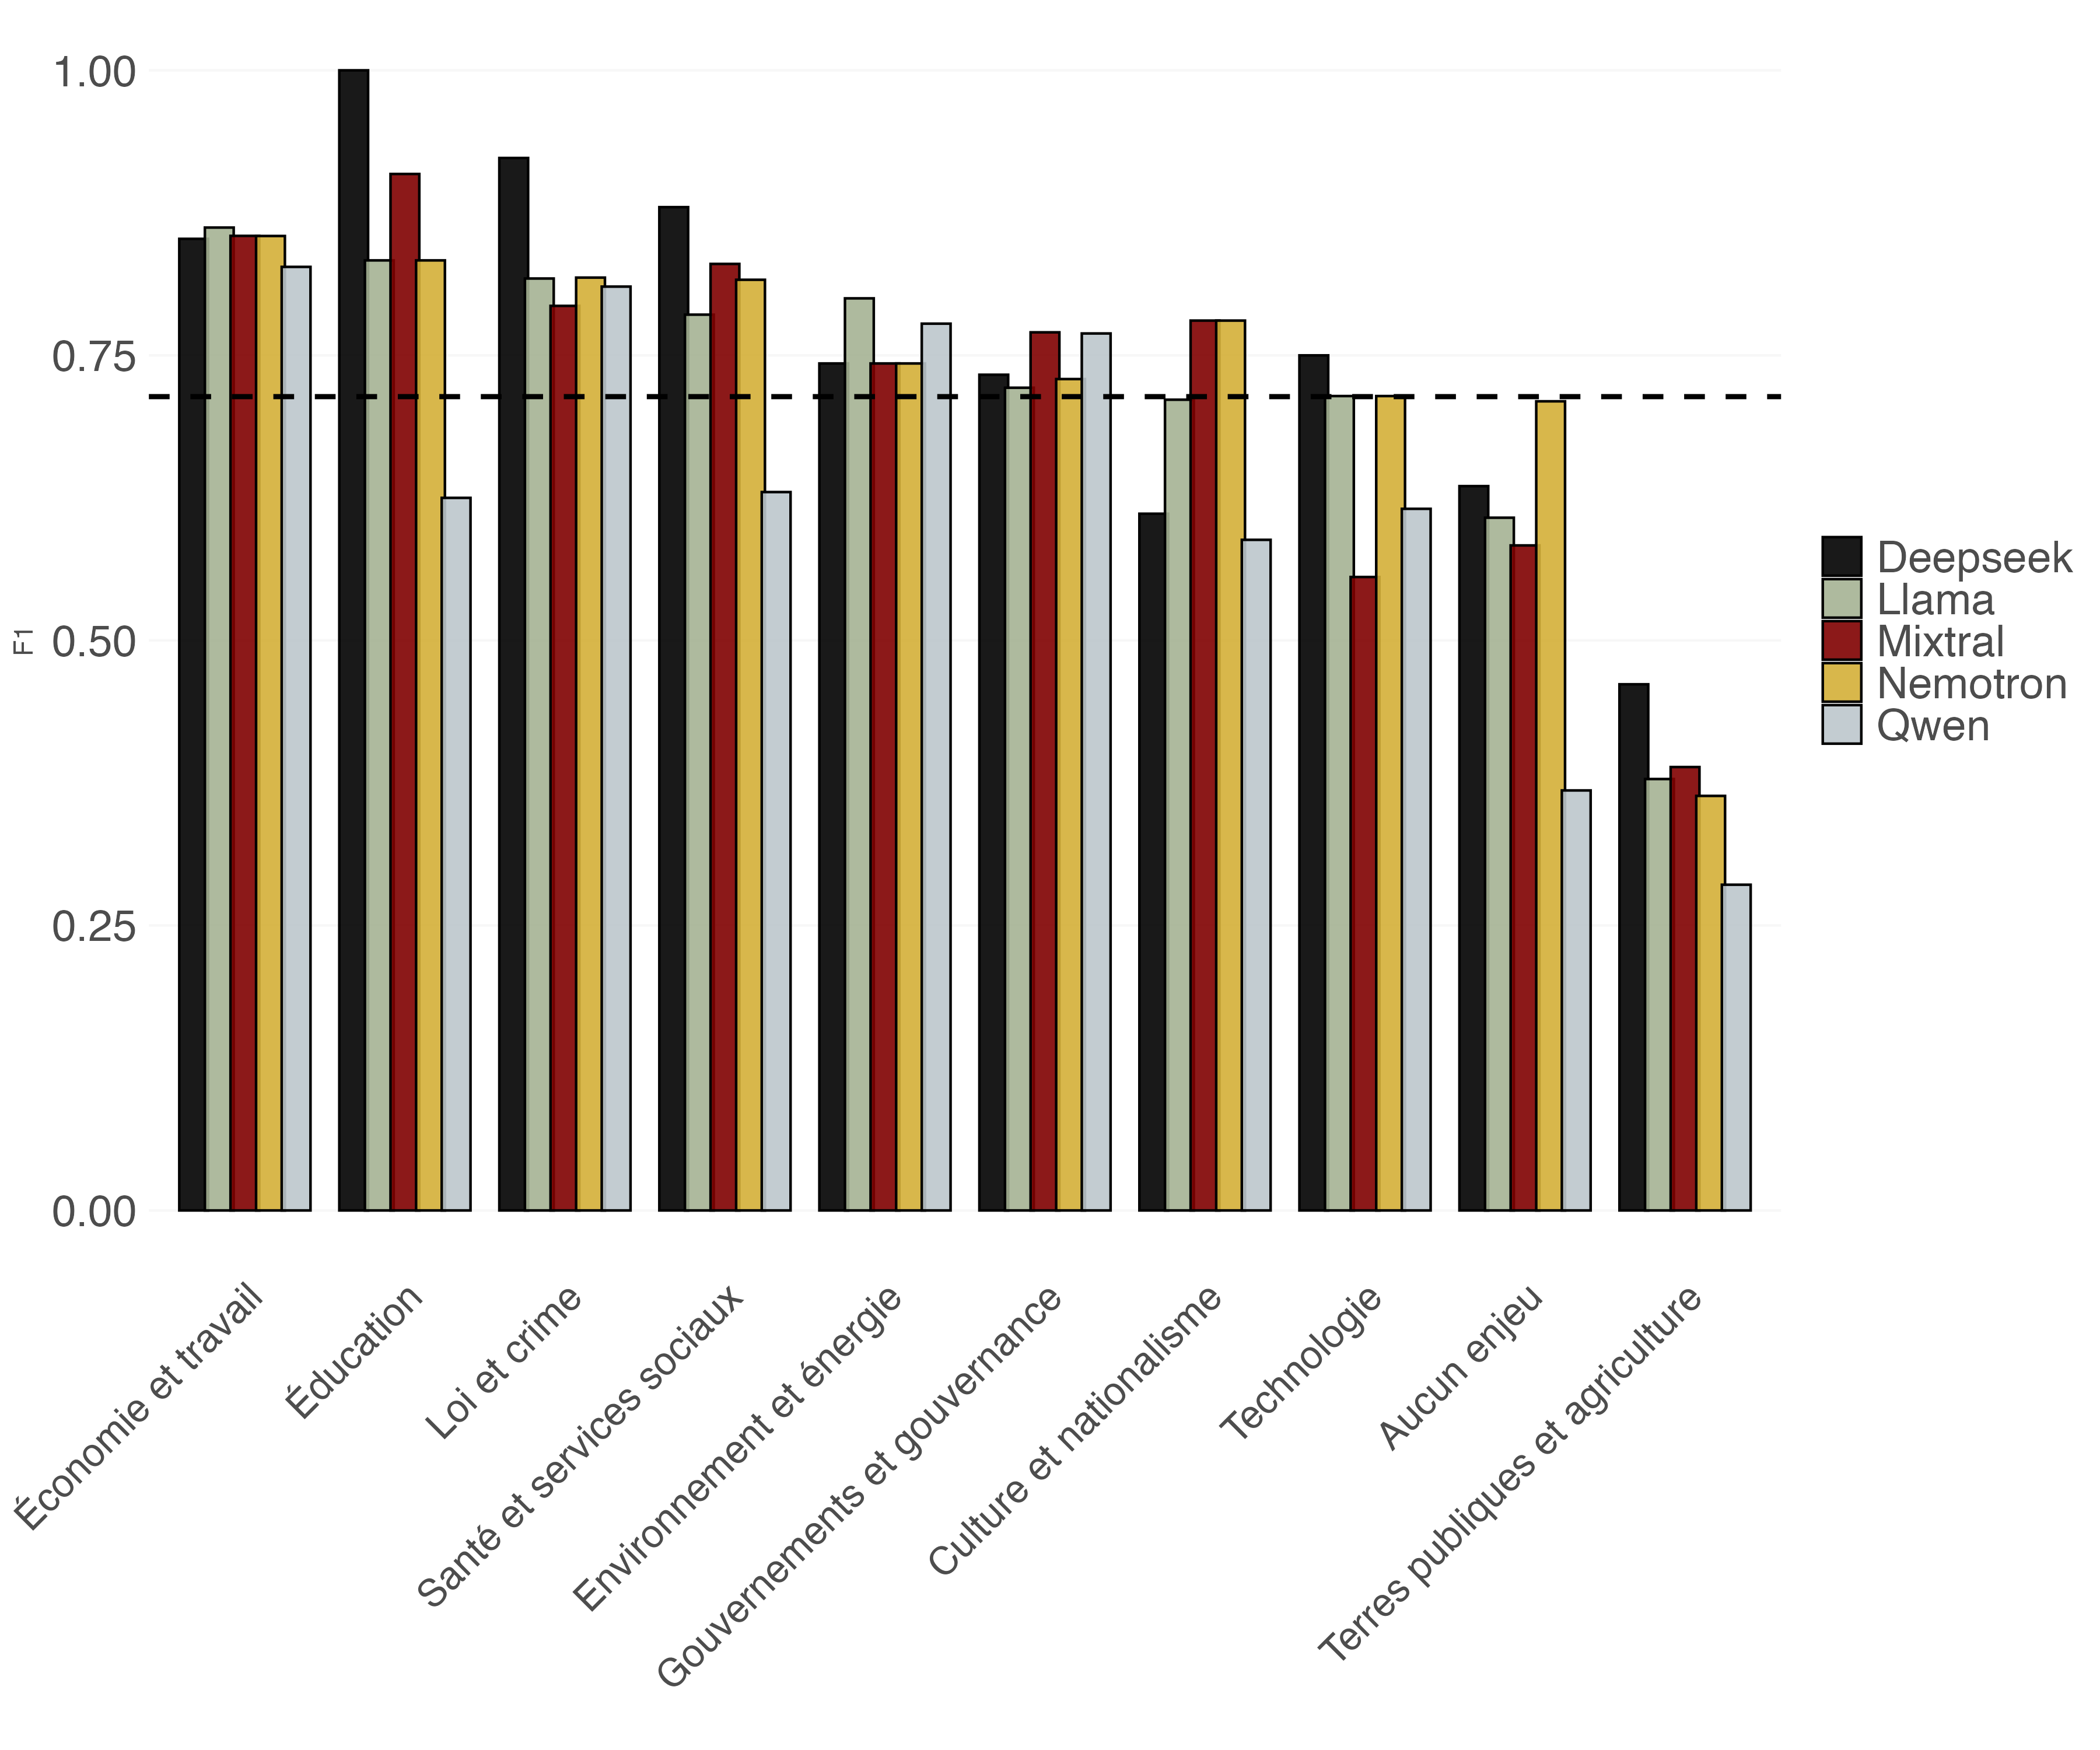 F1
1.00
0.75
0.50
0.25
0.00
Économie et travail
Éducation
Loi et crime
Santé et services sociaux
Environnement et énergie
Gouvernements et gouvernance
Culture et nationalisme
Technologie
Aucun enjeu
Terres publiques et agriculture
Deepseek
Llama
Mixtral
Nemotron
Qwen